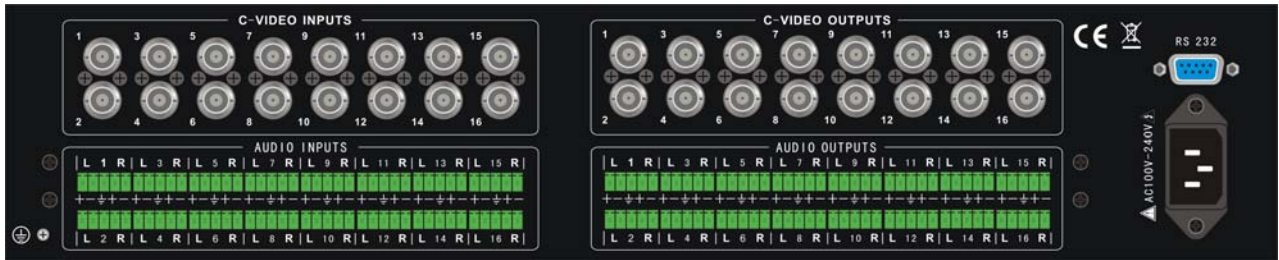 C-VIDEO INPUTS
1 3 5 7 9 11 13 15
2 4 6 8 10 12 14 16
C-VIDEO OUTPUTS
1 3 5 7 9 11 13 15
2 4 6 8 10 12 14 16
CE
RS 232
AUDIO INPUTS
L 1 R| L 3 R| L 5 R| L 7 R| L 9 R| L 11 R| L 13 R| L 15 R|
|L 2 R| L 4 R| L 6 R| L 8 R| L 10 R| L 12 R| L 14 R| L 16 R|
AUDIO OUTPUTS
|L 1 R| L 3 R| L 5 R| L 7 R| L 9 R| L 11 R| L 13 R| L 15 R|
|L 2 R| L 4 R| L 6 R| L 8 R| L 10 R| L 12 R| L 14 R| L 16 R|
AC100V-240V